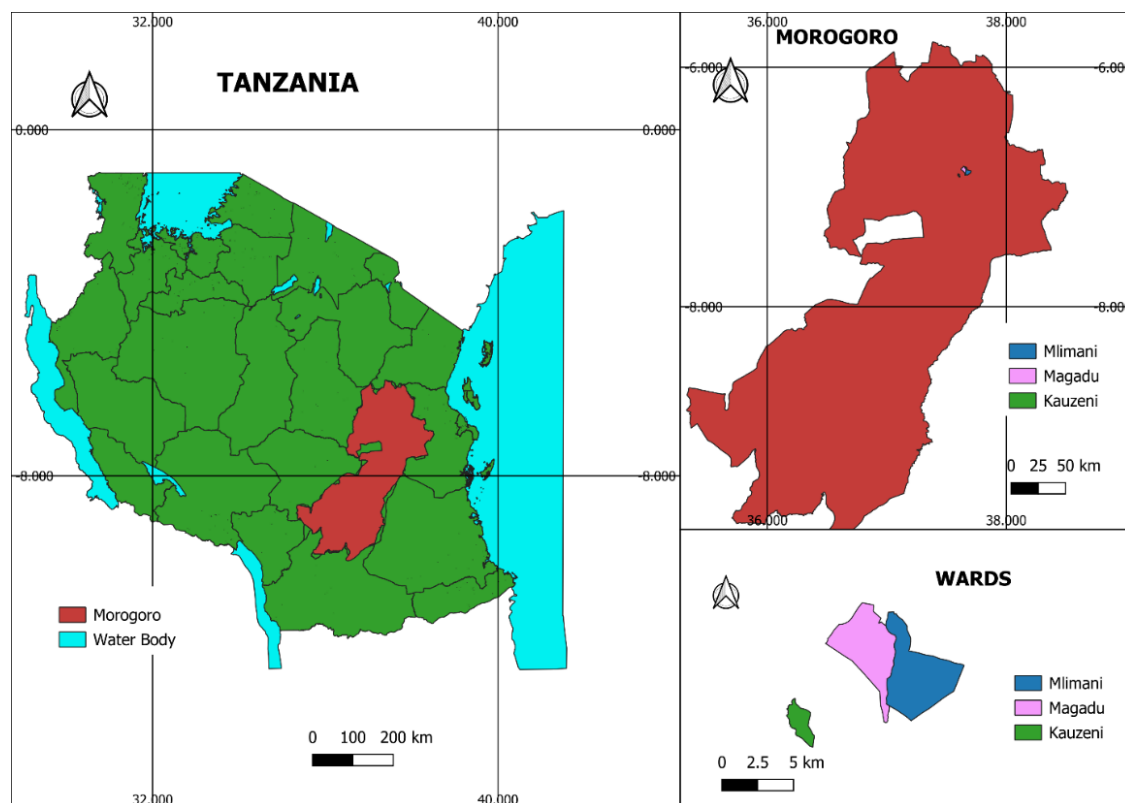 32.000 40.000
TANZANIA
0.000 0.000
-8.000 -8.000
Morogoro
Water Body
0 100 200 km
32.000 40.000
36.000 38.000
MOROGORO
-6.000 -6.000
-8.000 -8.000
Mlimani
Magadu
Kauzeni
0 25 50 km
36.000 38.000
WARDS
Mlimani
Magadu
Kauzeni
0 2.5 5 km